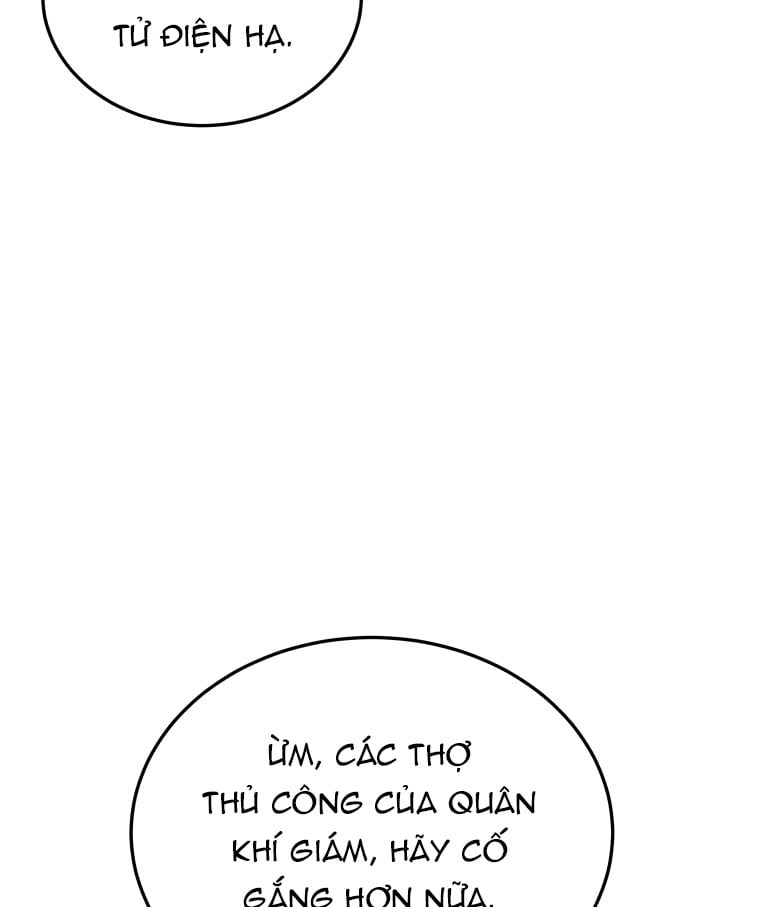 TỬ ĐIỆN HẠ.
ỪM, CÁC THỢ
THỦ CÔNG CỦA QUÂN
KHÍ GIÁM, HÃY CỐ
GẮNG HƠN NỮA.